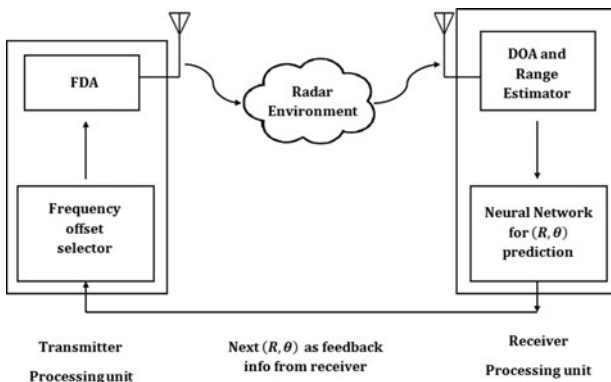 FDA
Radar
Environment
DOA and
Range
Estimator
Frequency
offset
selector
Neural Network
for (R, θ)
prediction
Transmitter
Processing unit
Next (R, θ) as feedback
info from receiver
Receiver
Processing unit